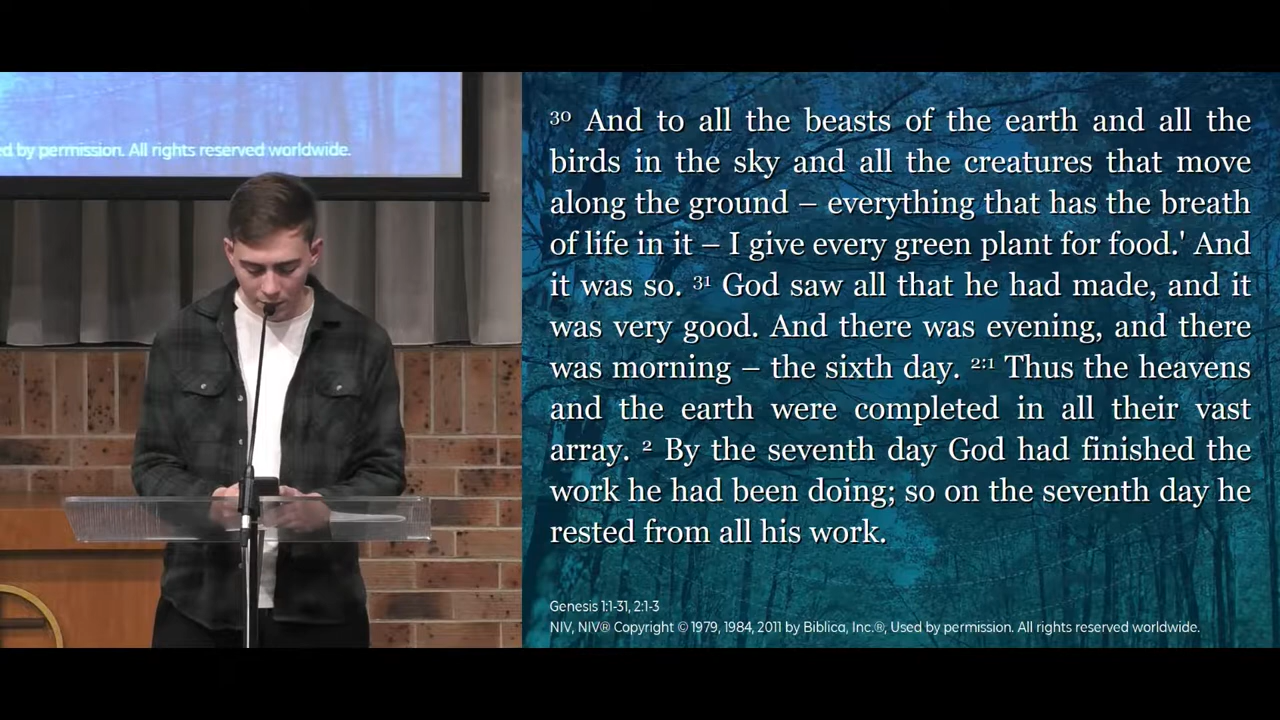 ed by permission. All rights reserved worldwide.
30 And to all the beasts of the earth and all the
birds in the sky and all the creatures that move
along the ground – everything that has the breath
of life in it – I give every green plant for food.' And
it was so. 31 God saw all that he had made, and it
was very good. And there was evening, and there
was morning – the sixth day. 2:1 Thus the heavens
and the earth were completed in all their vast
array. 2 By the seventh day God had finished the
work he had been doing; so on the seventh day he
rested from all his work.
Genesis 1:1-31, 2:1-3
NIV, NIV® Copyright © 1979, 1984, 2011 by Biblica, Inc.®, Used by permission. All rights reserved worldwide.